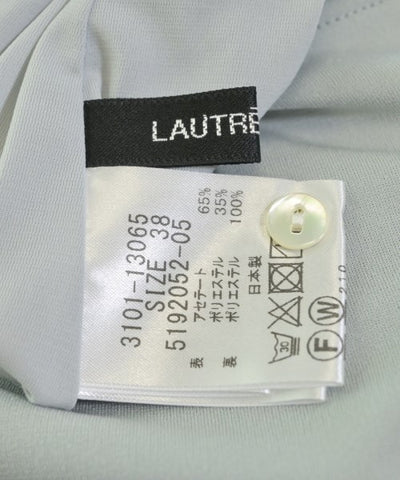 LAUTRE
3101-13065
SIZE 38
5192052-05
表 アセテート 65%
ポリエステル 35%
裏 ポリエステル 100%
日本製
30
F W